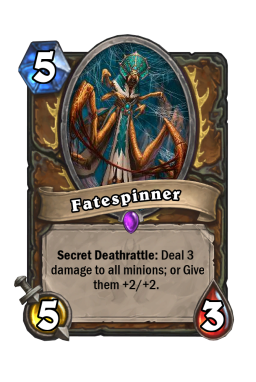 5
Fatespinner
Secret Deathrattle: Deal 3
damage to all minions; or Give
them +2/+2.
5
3